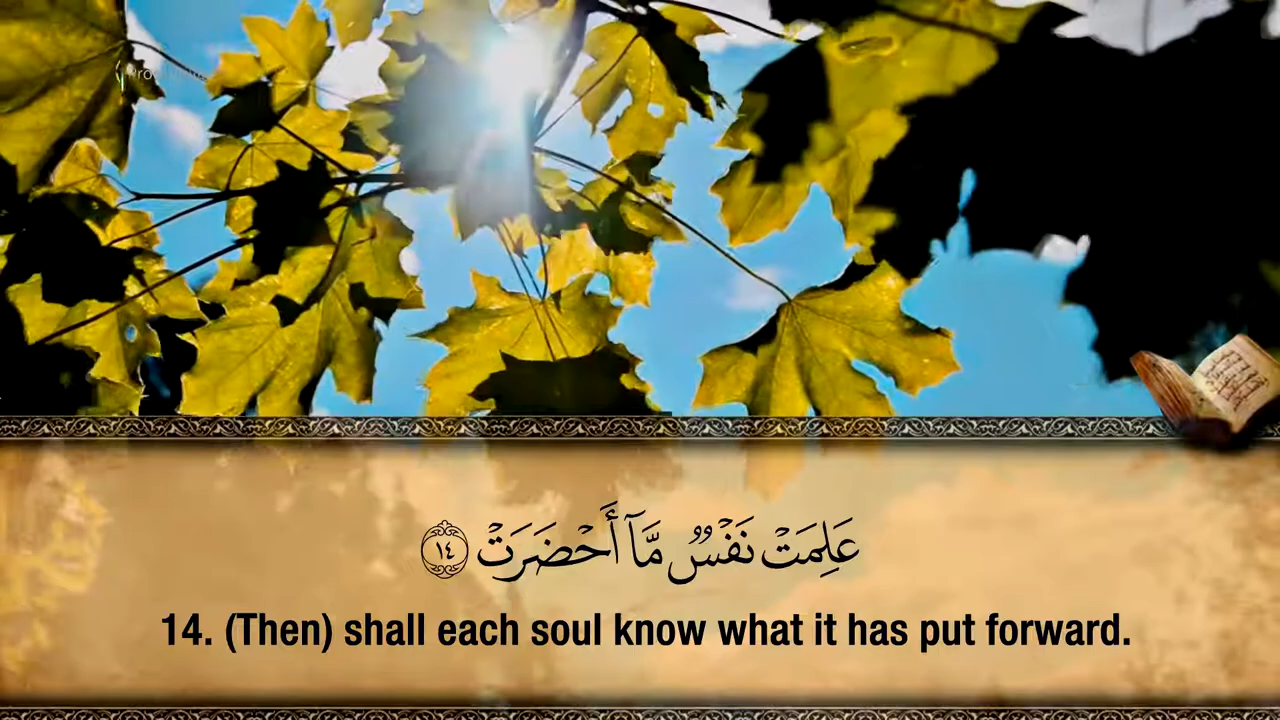 عَلِمَتْ نَفْسٌ مَّآ أَحْضَرَتْ ١٤
14. (Then) shall each soul know what it has put forward.